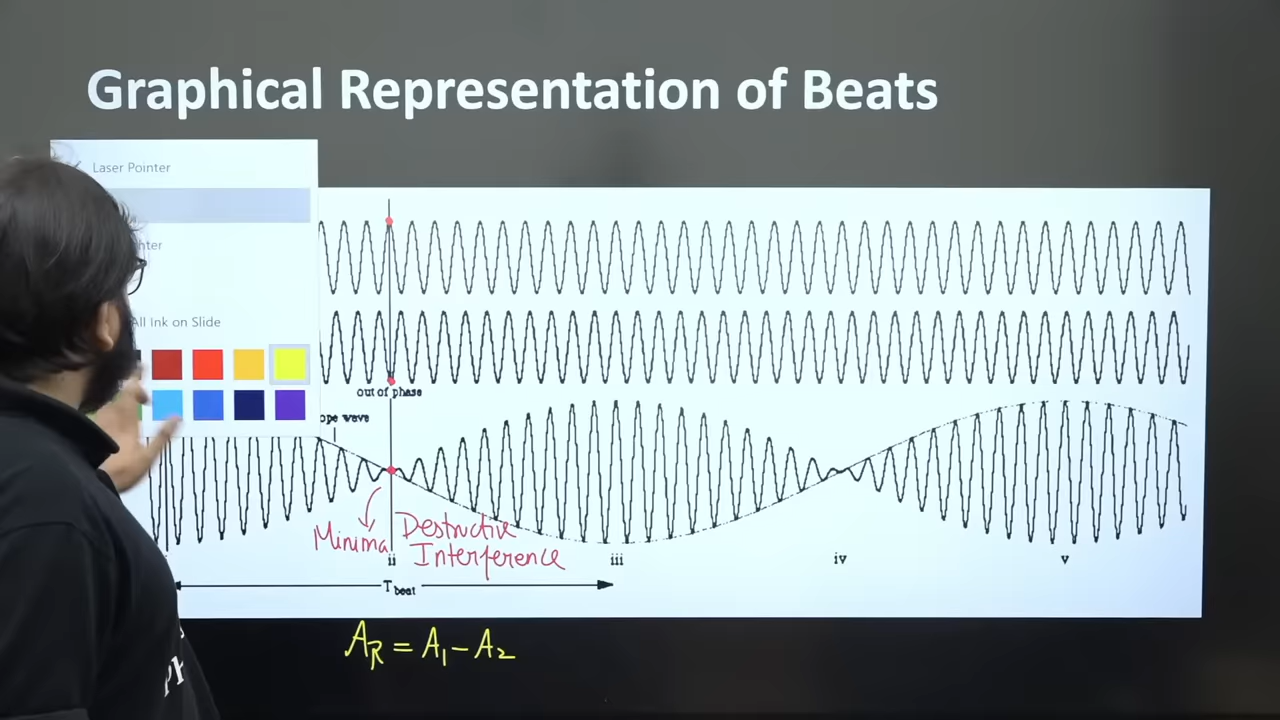 Graphical Representation of Beats
Laser Pointer
All Ink on Slide
out of phase
wave
Minima
Destructive
Interference
ii
iii
iv
v
T beat
A_R = A_1 - A_2